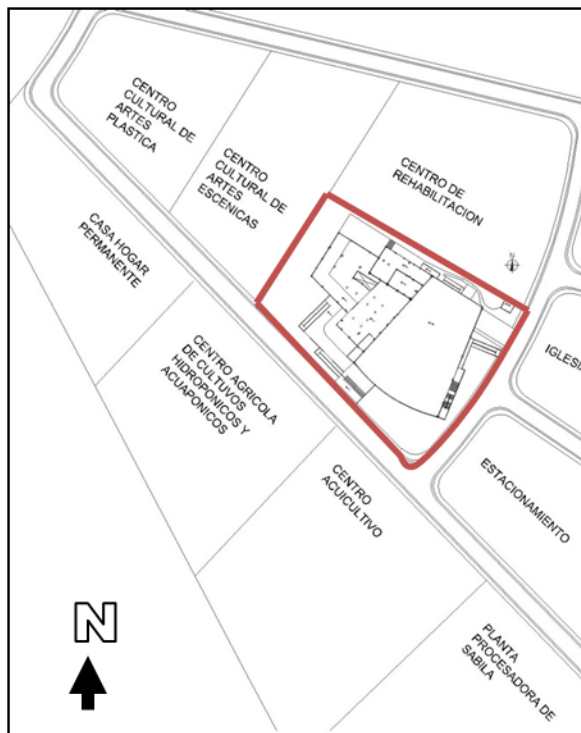 CENTRO
CULTURAL DE
ARTES
PLASTICA
CENTRO
CULTURAL DE
ARTES
ESCENICAS
CENTRO DE
REHABILITACION
CASA HOGAR
PERMANENTE
N
CENTRO AGRICOLA
DE CULTUVOS
HIDROPONICOS Y
ACUAPONICOS
IGLESI
CENTRO
ACUICULTIVO
ESTACIONAMIENTO
N
PLANTA
PROCESADORA DE
SABILA